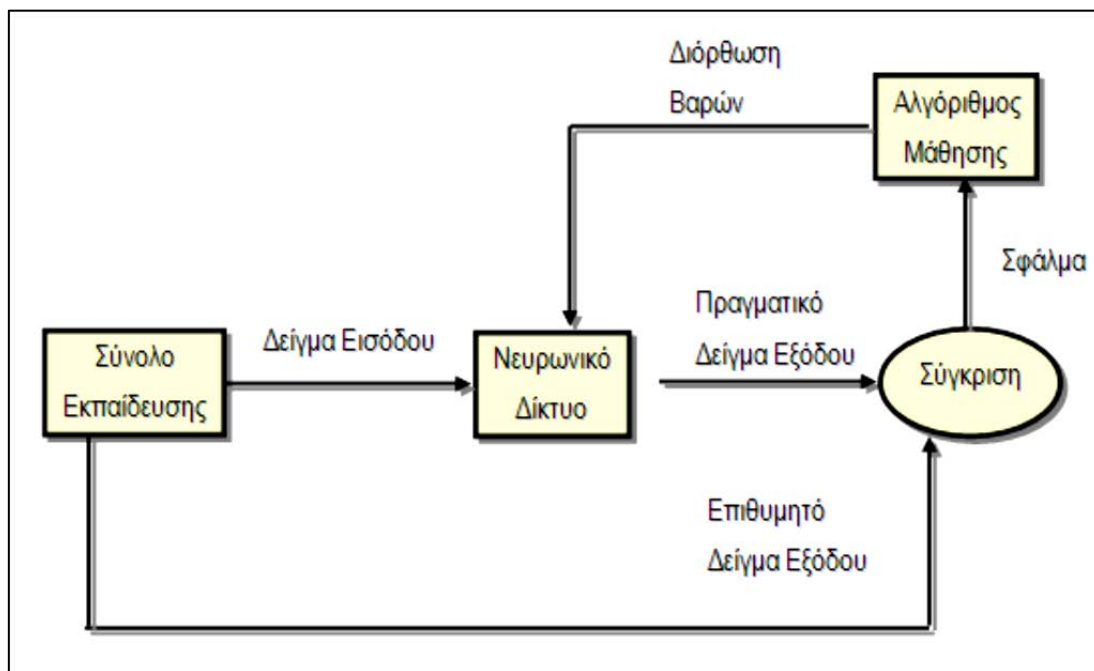 Διόρθωση
Βαρών
Αλγόριθμος
Μάθησης
Σφάλμα
Πραγματικό
Δείγμα Εξόδου
Δείγμα Εισόδου
Σύνολο
Εκπαίδευσης
Νευρωνικό
Δίκτυο
Σύγκριση
Επιθυμητό
Δείγμα Εξόδου